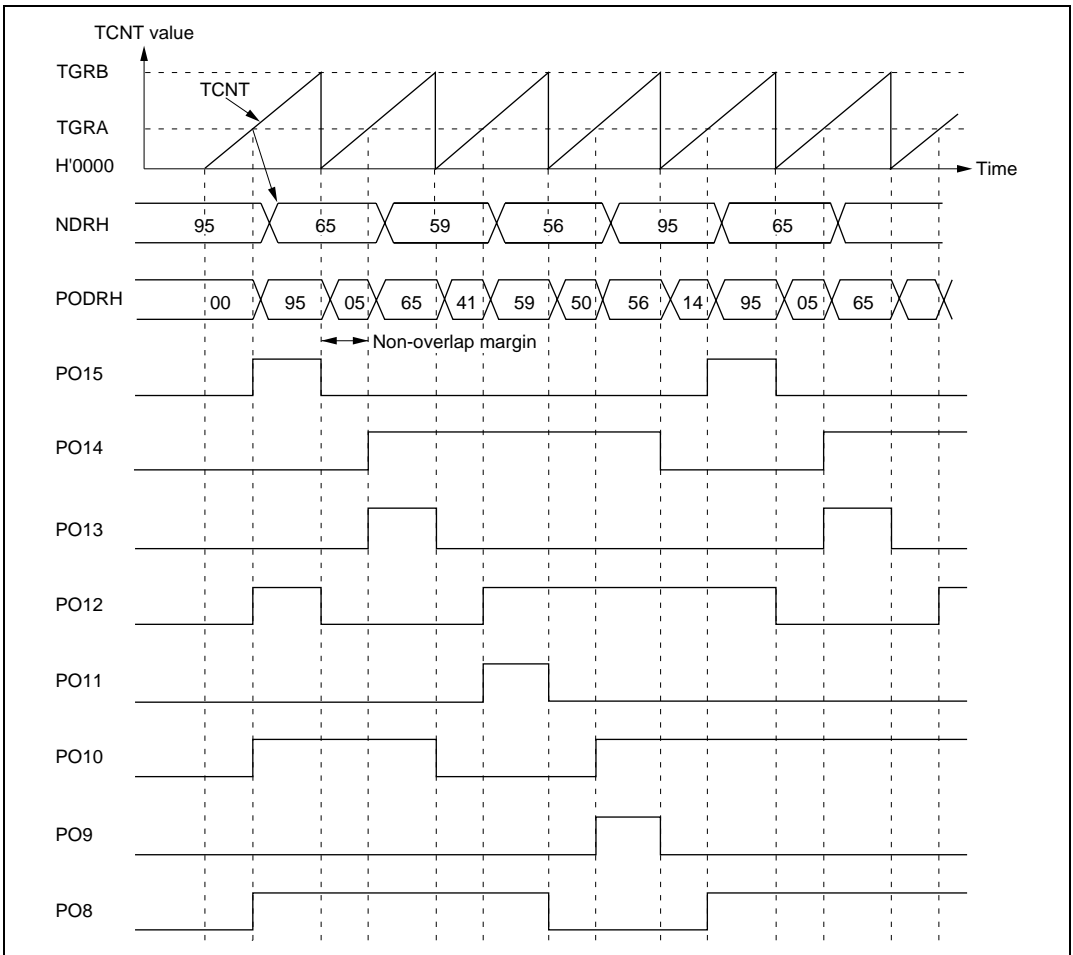 TCNT value
TGRB
TCNT
TGRA
H'0000
Time
NDRH 95 65 59 56 95 65
PODRH 00 95 05 65 41 59 50 56 14 95 05 65
Non-overlap margin
PO15
PO14
PO13
PO12
PO11
PO10
PO9
PO8